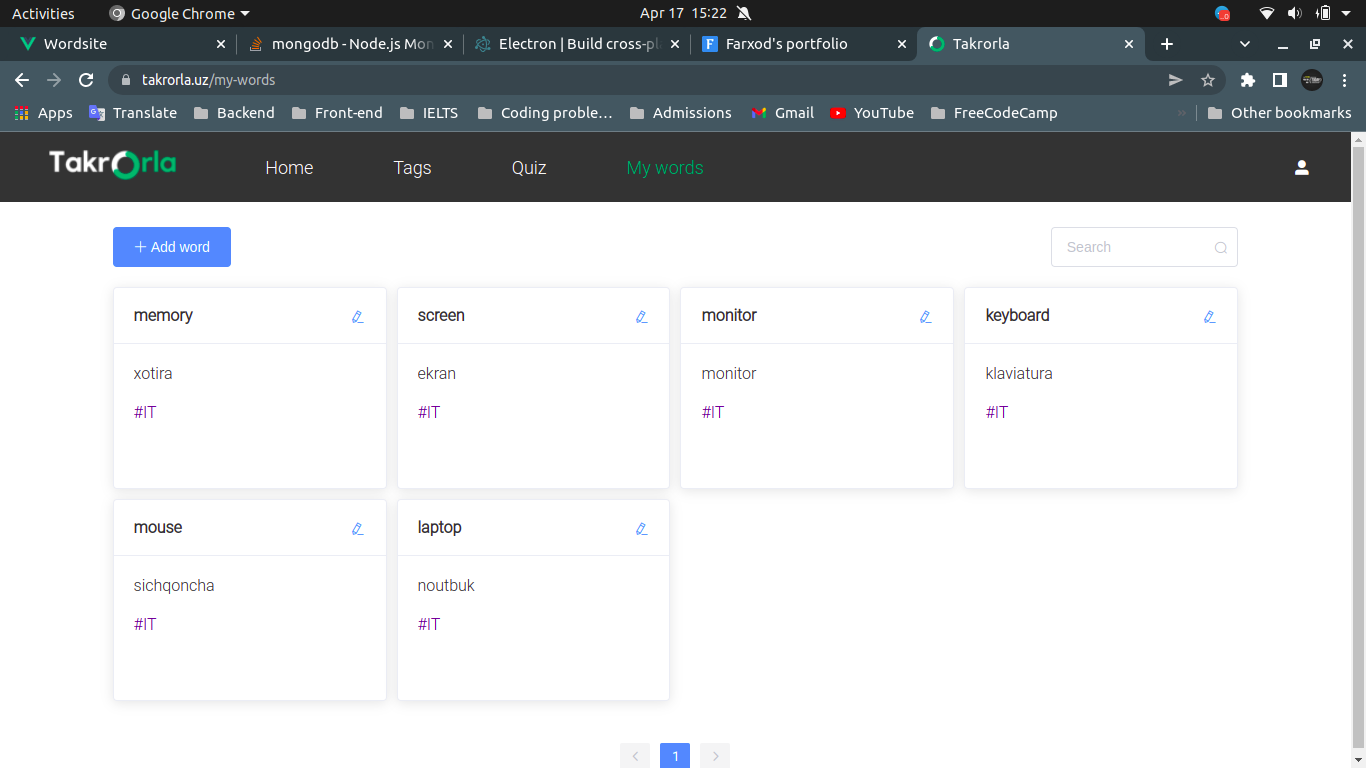 Activities Google Chrome Apr 17 15:22
Wordsite mongodb - Node.js Mon Electron | Build cross-pl Farxod's portfolio Takrorla
takrorla.uz/my-words
Apps Translate Backend Front-end IELTS Coding proble… Admissions Gmail YouTube FreeCodeCamp » Other bookmarks
Takrorla Home Tags Quiz My words
+ Add word Search
memory screen monitor keyboard
xotira ekran monitor klaviatura
#IT #IT #IT #IT
mouse laptop
sichqoncha noutbuk
#IT #IT
< 1 >